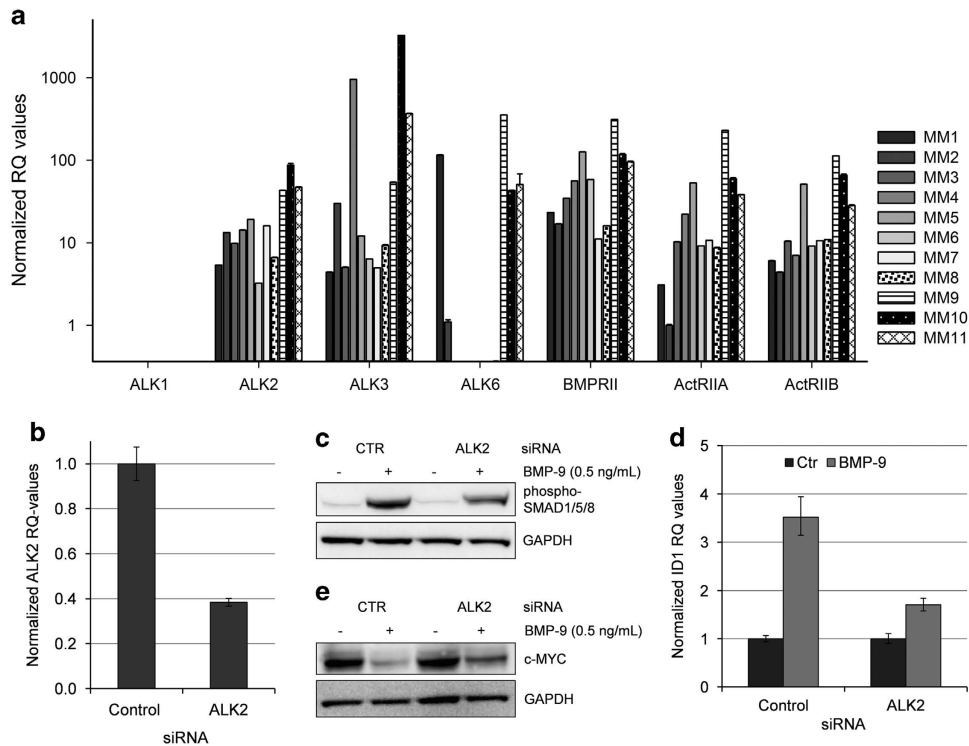 a
Normalized RQ values
1000
100
10
1
ALK1 ALK2 ALK3 ALK6 BMPRII ActRIIA ActRIIB
MM1
MM2
MM3
MM4
MM5
MM6
MM7
MM8
MM9
MM10
MM11
b
Normalized ALK2 RQ-values
1.0
0.8
0.6
0.4
0.2
0.0
Control ALK2
siRNA
c
CTR ALK2 siRNA
- + - + BMP-9 (0.5 ng/mL)
phospho-
SMAD1/5/8
GAPDH
e
CTR ALK2 siRNA
- + - + BMP-9 (0.5 ng/mL)
c-MYC
GAPDH
d
Normalized ID1 RQ values
Ctr BMP-9
5
4
3
2
1
0
Control ALK2
siRNA